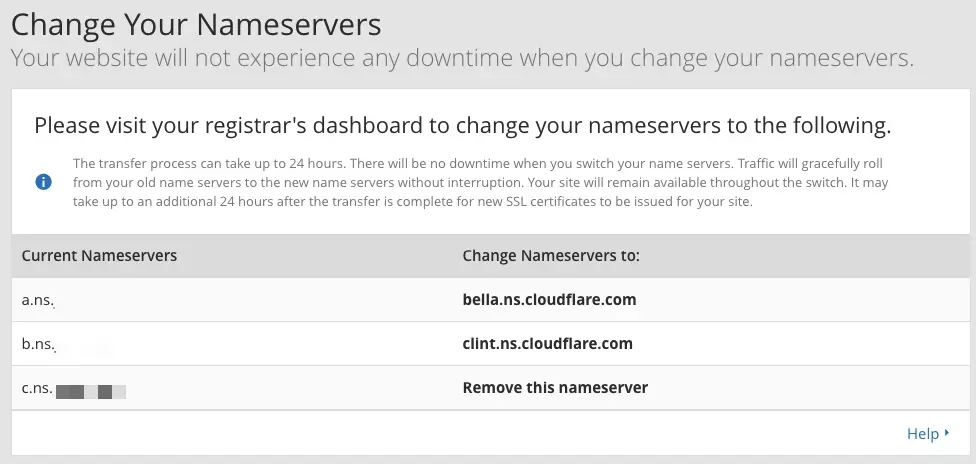 Change Your Nameservers
Your website will not experience any downtime when you change your nameservers.
Please visit your registrar's dashboard to change your nameservers to the following.
The transfer process can take up to 24 hours. There will be no downtime when you switch your name servers. Traffic will gracefully roll
from your old name servers to the new name servers without interruption. Your site will remain available throughout the switch. It may
take up to an additional 24 hours after the transfer is complete for new SSL certificates to be issued for your site.
Current Nameservers Change Nameservers to:
a.ns. bella.ns.cloudflare.com
b.ns. clint.ns.cloudflare.com
c.ns. Remove this nameserver
Help